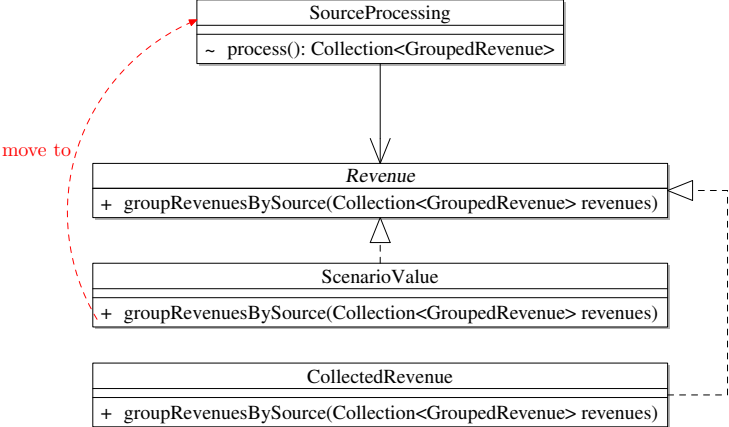 SourceProcessing
~ process(): Collection<GroupedRevenue>
move to
Revenue
+ groupRevenuesBySource(Collection<GroupedRevenue> revenues)
ScenarioValue
+ groupRevenuesBySource(Collection<GroupedRevenue> revenues)
CollectedRevenue
+ groupRevenuesBySource(Collection<GroupedRevenue> revenues)